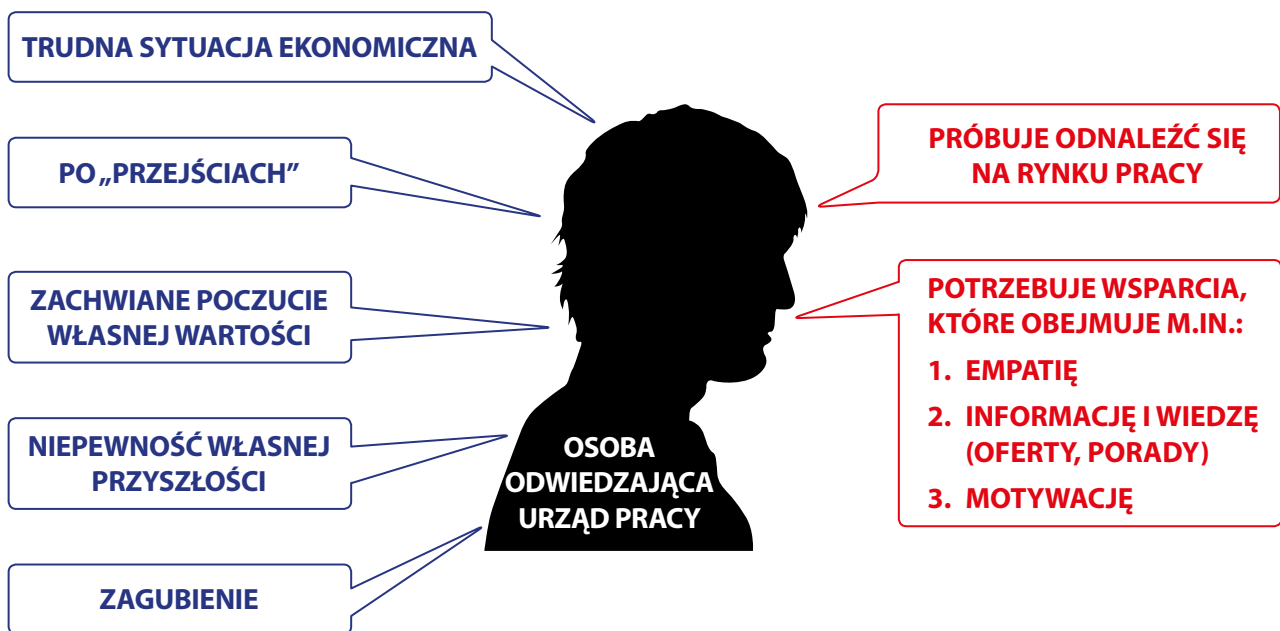 TRUDNA SYTUACJA EKONOMICZNA
PO „PRZEJŚCIACH”
ZACHWIANE POCZUCIE
WŁASNEJ WARTOŚCI
NIEPEWNOŚĆ WŁASNEJ
PRZYSZŁOŚCI
ZAGUBIENIE
OSOBA
ODWIEDZAJĄCA
URZĄD PRACY
PRÓBUJE ODNALEŹĆ SIĘ
NA RYNKU PRACY
POTRZEBUJE WSPARCIA,
KTÓRE OBEJMUJE M.IN.:
1. EMPATIĘ
2. INFORMACJĘ I WIEDZĘ
(OFERTY, PORADY)
3. MOTYWACJĘ